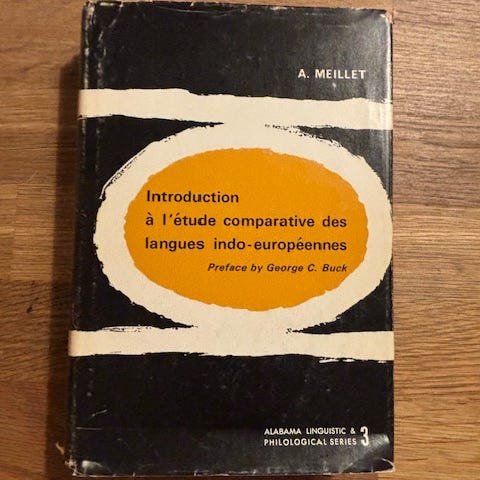 A. MEILLET
Introduction
à l'étude comparative des
langues indo-européennes
Preface by George C. Buck
ALABAMA LINGUISTIC &
PHILOLOGICAL SERIES 3